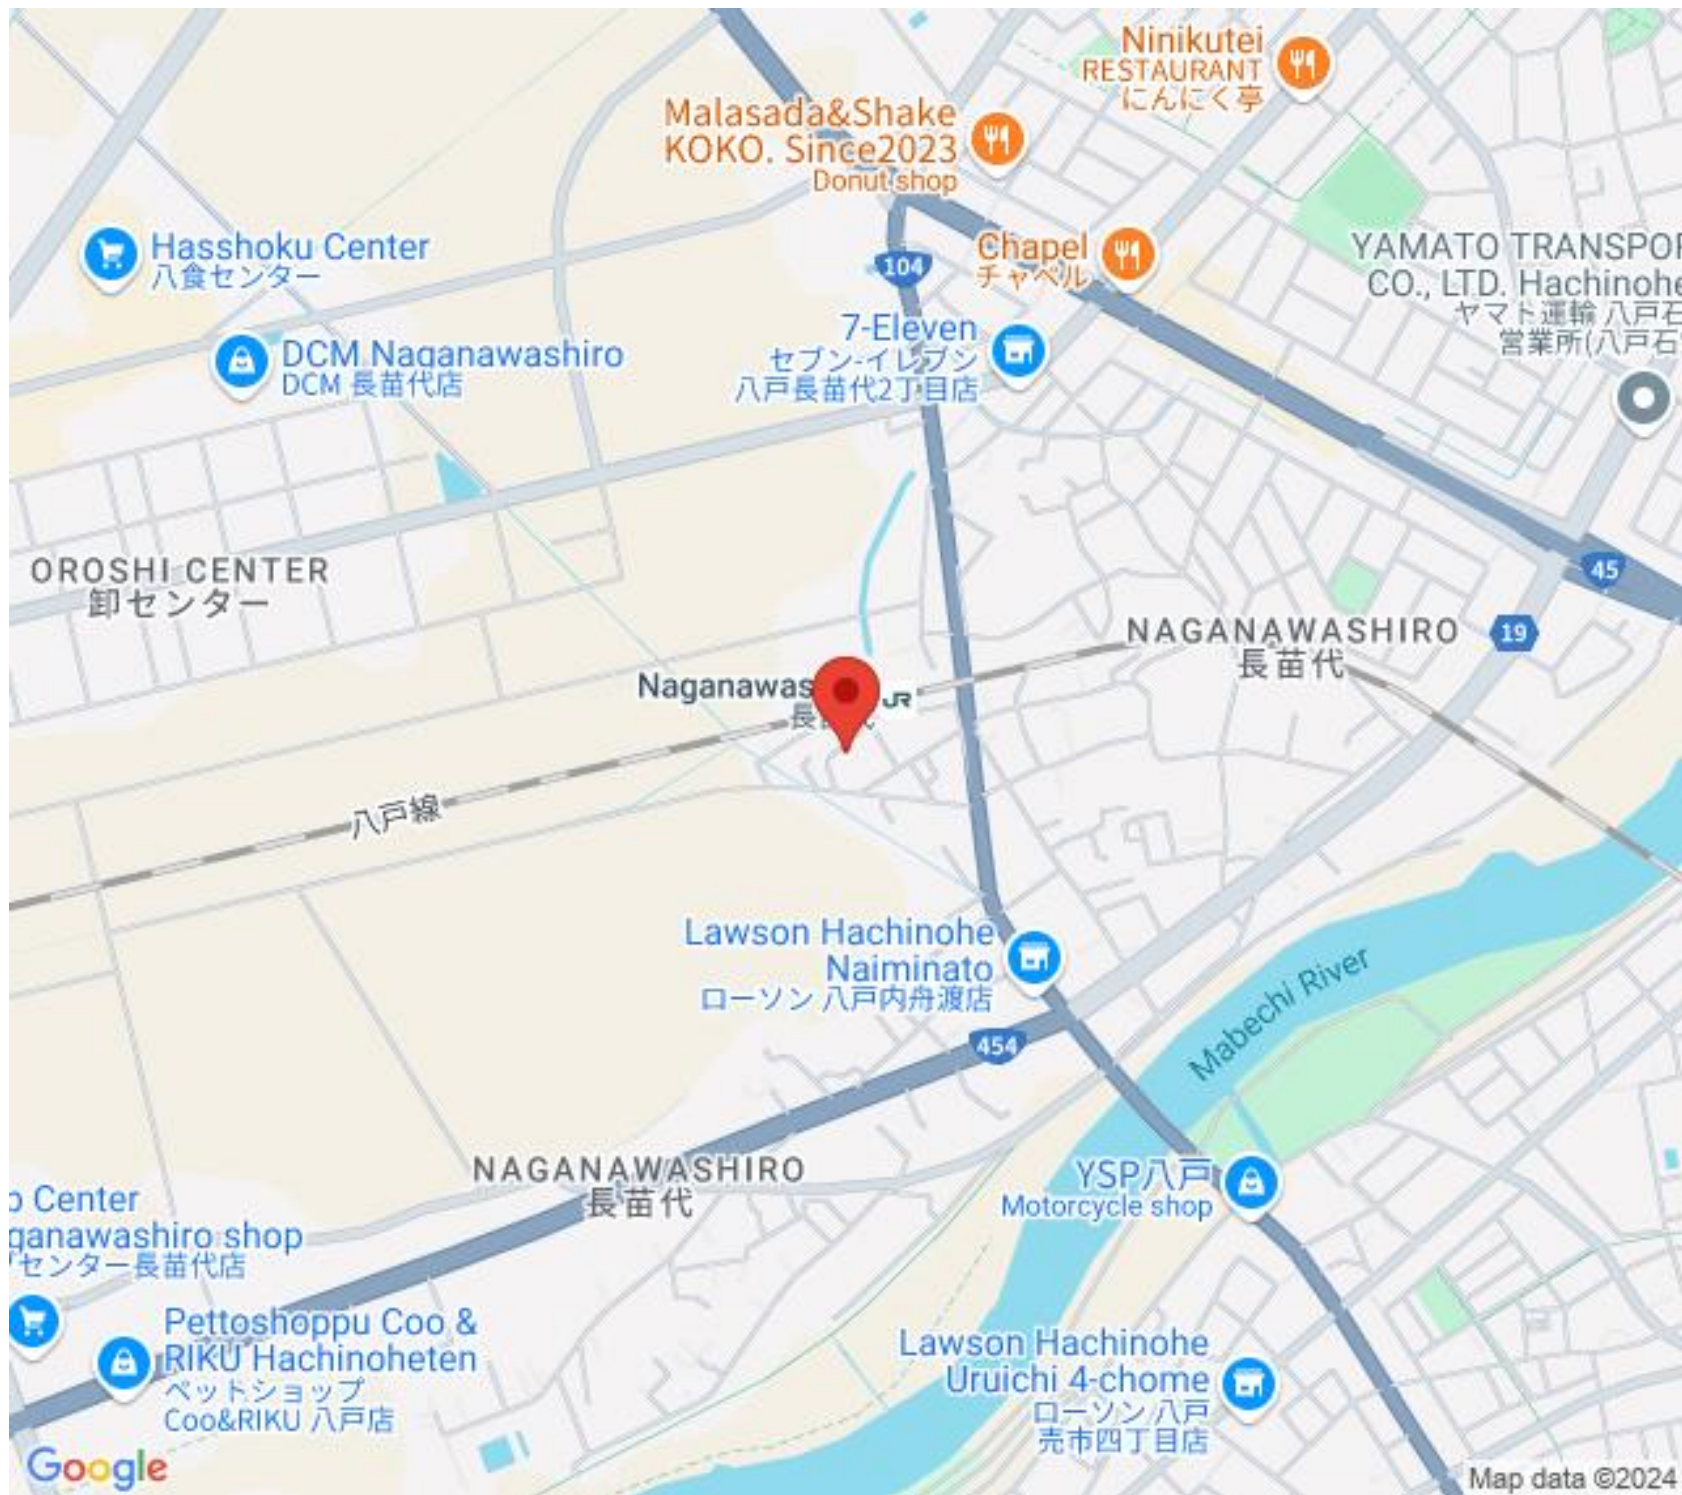 Ninikutei
RESTAURANT
にんにく亭
Malasada&Shake
KOKO. Since2023
Donut shop
Hasshoku Center
八食センター
104
Chapel
チャペル
YAMATO TRANSPOR
CO., LTD. Hachinohe
ヤマト運輸 八戸石
営業所(八戸石
7-Eleven
セブン-イレブン
八戸長苗代2丁目店
DCM Naganawashiro
DCM 長苗代店
OROSHI CENTER
卸センター
45
19
NAGANAWASHIRO
長苗代
Naganawas
長苗代
JR
八戸線
Lawson Hachinohe
Naiminato
ローソン 八戸内舟渡店
454
Mabechi River
NAGANAWASHIRO
長苗代
YSP八戸
Motorcycle shop
p Center
ganawashiro shop
センター長苗代店
Pettoshoppu Coo &
RIKU Hachinoheten
ペットショップ
Coo&RIKU 八戸店
Lawson Hachinohe
Uruichi 4-chome
ローソン 八戸
売市四丁目店
Google
Map data ©2024